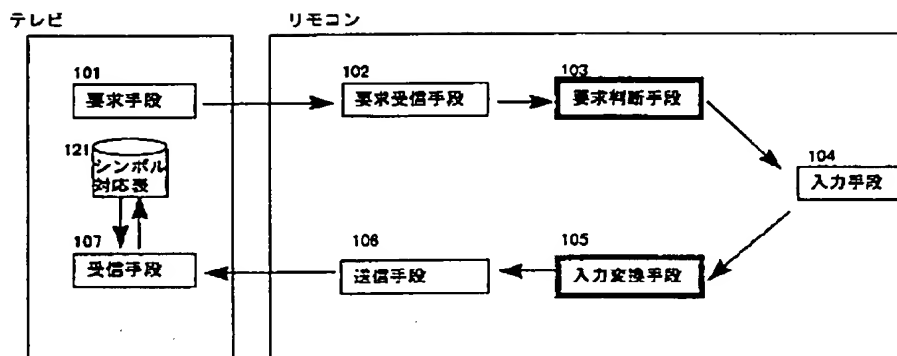 テレビ
リモコン
101
要求手段
102
要求受信手段
103
要求判断手段
121
シンボル
対応表
104
入力手段
107
受信手段
106
送信手段
105
入力変換手段